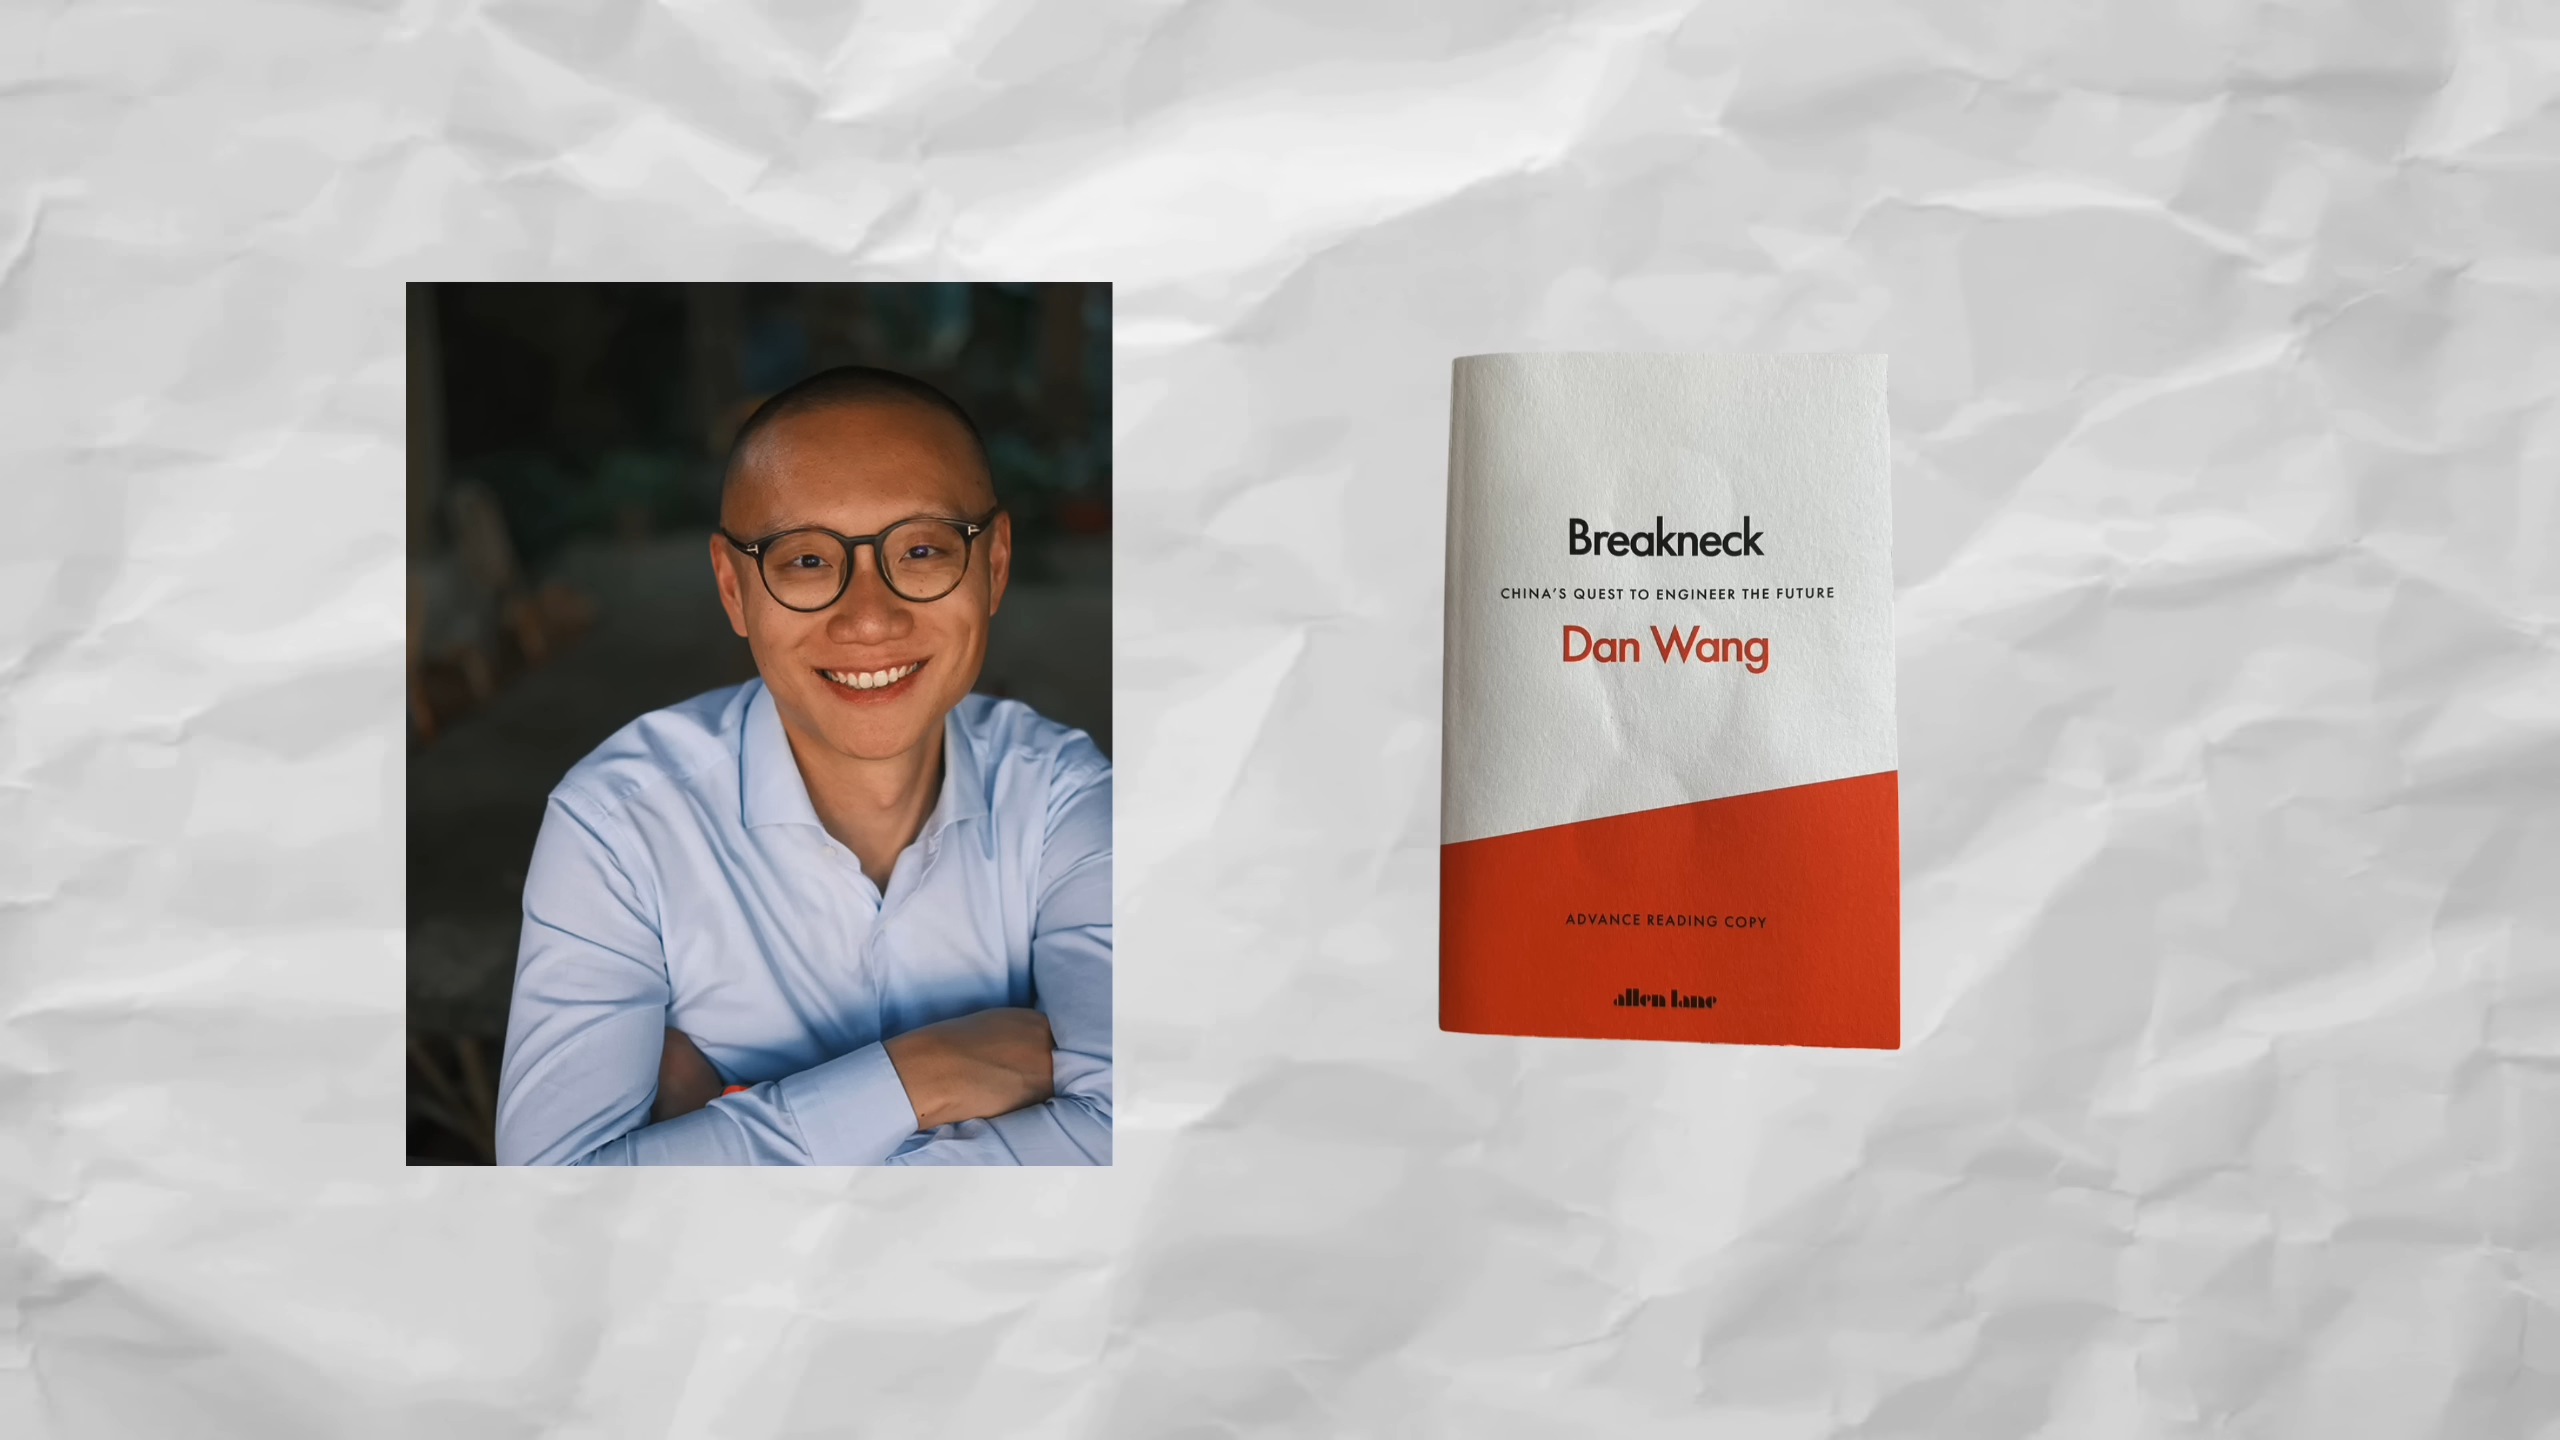 Breakneck
CHINA'S QUEST TO ENGINEER THE FUTURE
Dan Wang
ADVANCE READING COPY
allen lane